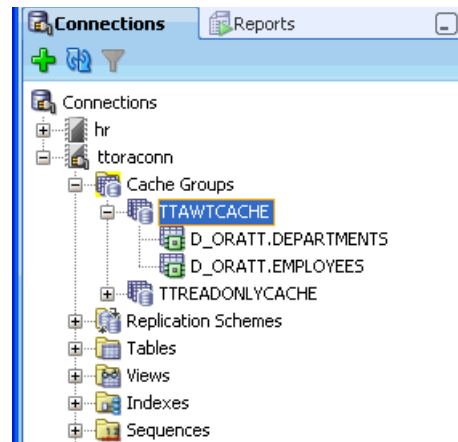 Connections Reports
Connections
hr
ttoraconn
Cache Groups
TTAWTCACHE
D_ORATT.DEPARTMENTS
D_ORATT.EMPLOYEES
TTREADONLYCACHE
Replication Schemes
Tables
Views
Indexes
Sequences